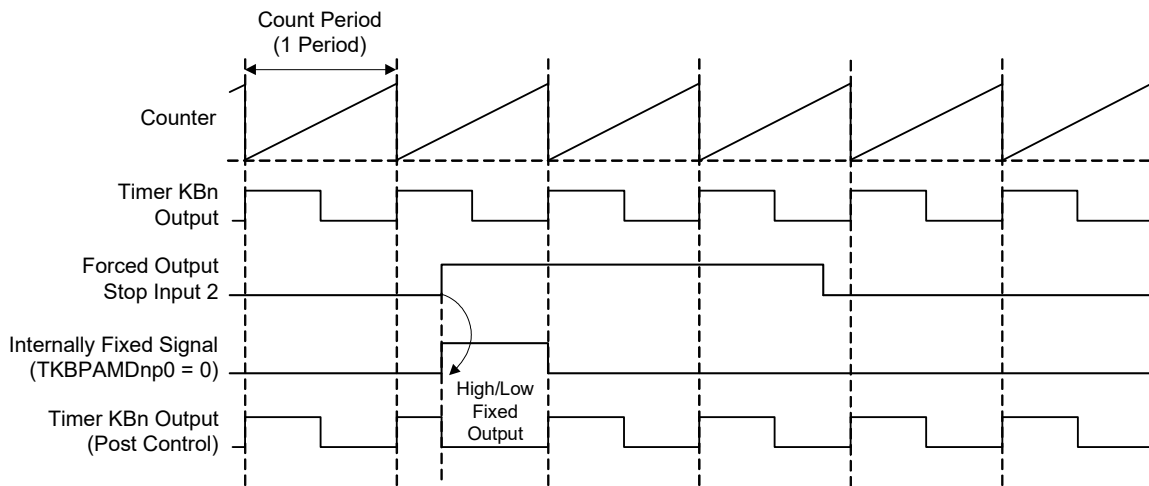 Count Period
(1 Period)
Counter
Timer KBn
Output
Forced Output
Stop Input 2
Internally Fixed Signal
(TKBPAMDnp0 = 0)
High/Low
Fixed
Output
Timer KBn Output
(Post Control)